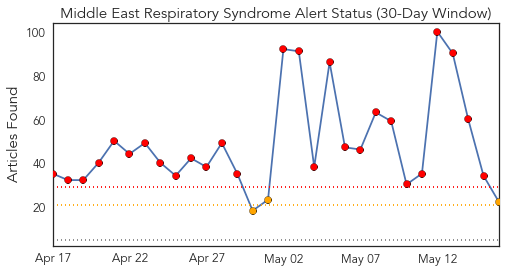 Middle East Respiratory Syndrome Alert Status (30-Day Window)
Articles Found
100
80
60
40
20
Apr 17 Apr 22 Apr 27 May 02 May 07 May 12